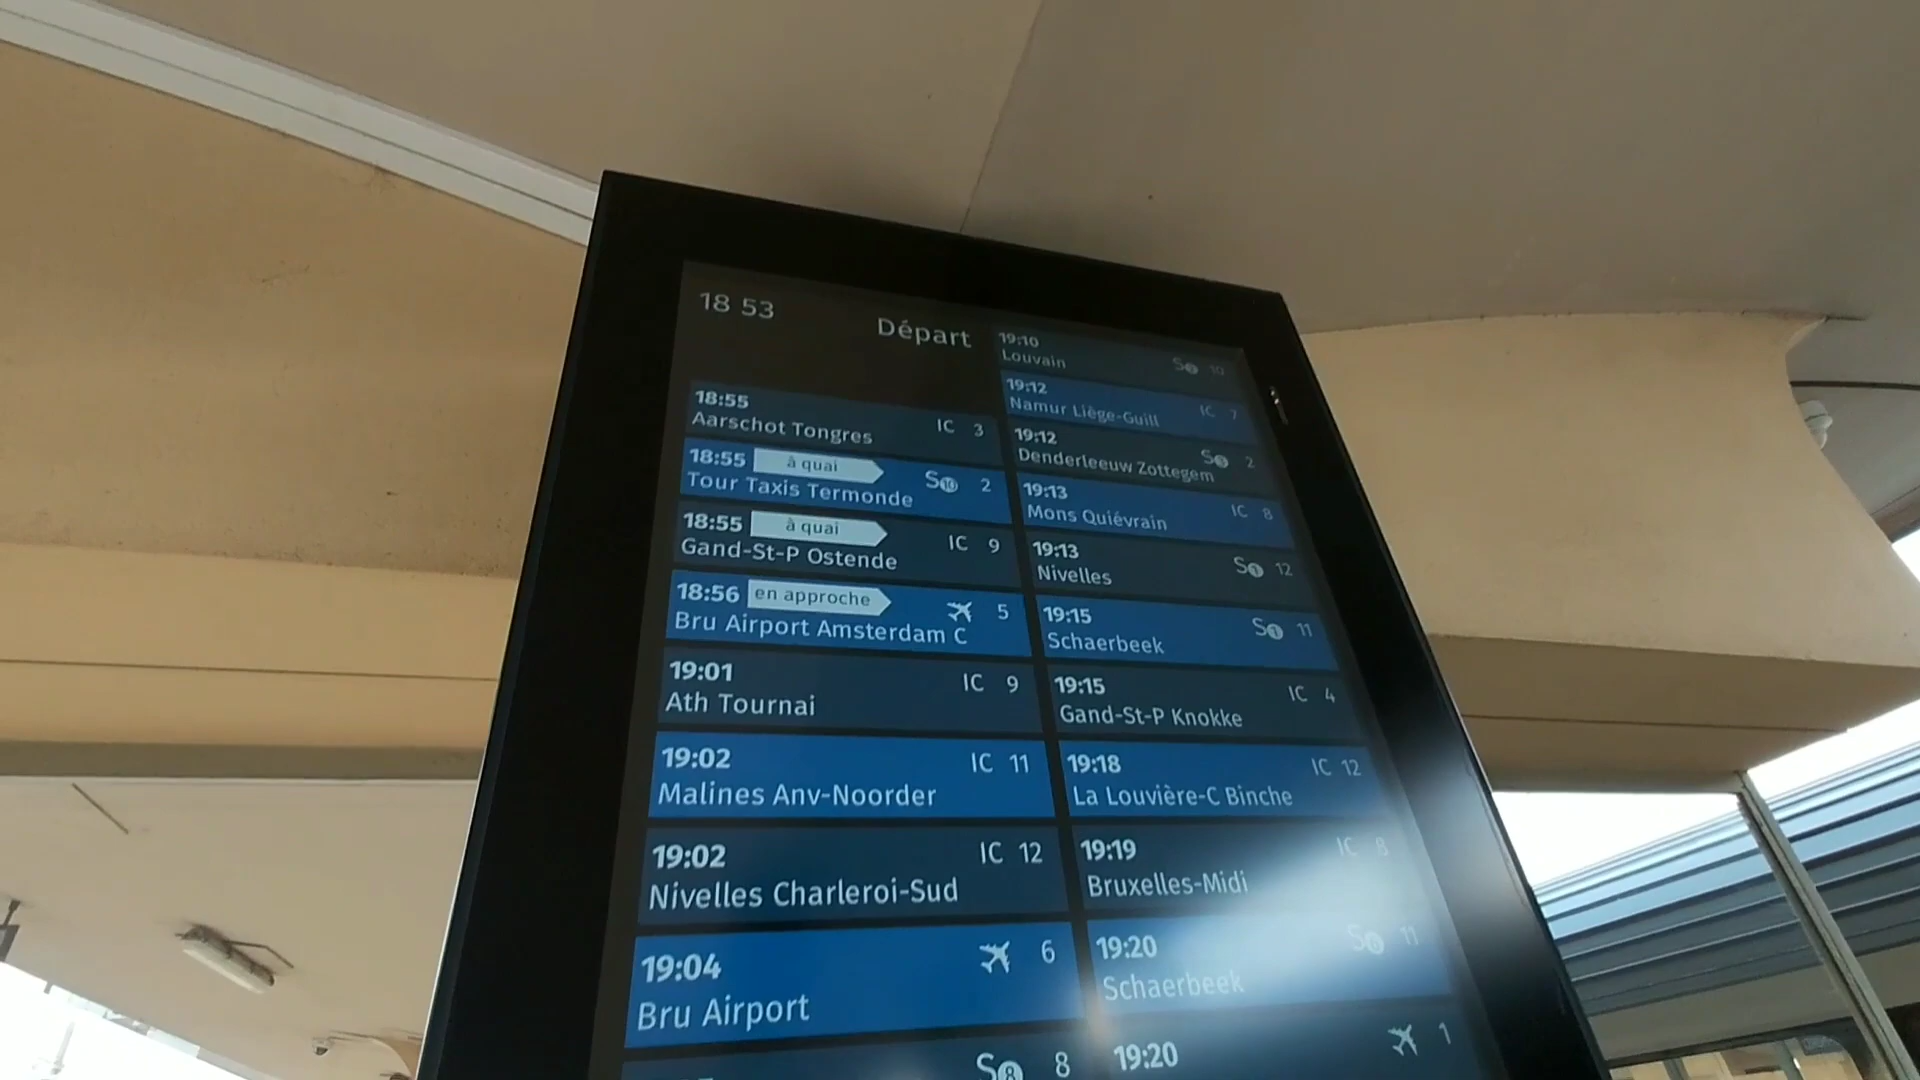 18 53
Départ
18:55
Aarschot Tongres IC 3
18:55 à quai
Tour Taxis Termonde S10 2
18:55 à quai
Gand-St-P Ostende IC 9
18:56 en approche 5
Bru Airport Amsterdam C
19:01 IC 9
Ath Tournai
19:02 IC 11
Malines Anv-Noorder
19:02 IC 12
Nivelles Charleroi-Sud
19:04 6
Bru Airport
S8 8
19:10
Louvain S 10
19:12
Namur Liège-Guill IC 7
19:12
Denderleeuw Zottegem S 2
19:13
Mons Quiévrain IC 8
19:13
Nivelles S1 12
19:15
Schaerbeek S1 11
19:15 IC 4
Gand-St-P Knokke
19:18 IC 12
La Louvière-C Binche
19:19 IC 8
Bruxelles-Midi
19:20 S 11
Schaerbeek
19:20 1